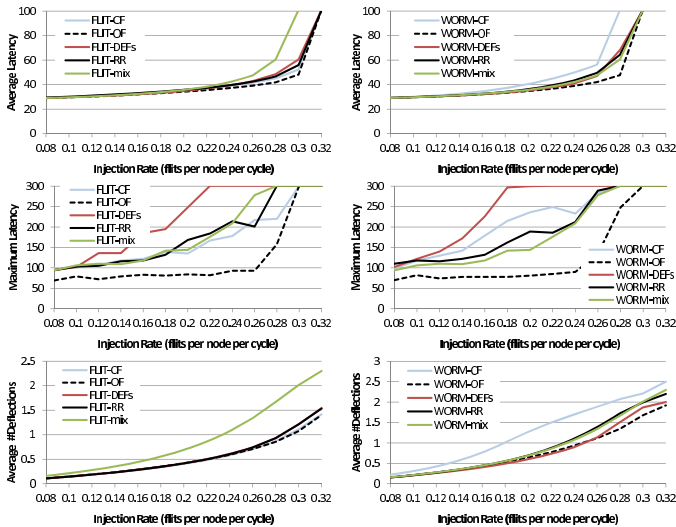 Average Latency
100
80
60
40
20
0
FLIT-CF
FLIT-OF
FLIT-DEFs
FLIT-RR
FLIT-mix
0.08 0.1 0.12 0.14 0.16 0.18 0.2 0.22 0.24 0.26 0.28 0.3 0.32
Injection Rate (flits per node per cycle)
Average Latency
100
80
60
40
20
0
WORM-CF
WORM-OF
WORM-DEFs
WORM-RR
WORM-mix
0.08 0.1 0.12 0.14 0.16 0.18 0.2 0.22 0.24 0.26 0.28 0.3 0.32
Injection Rate (flits per node per cycle)
Maximum Latency
300
250
200
150
100
50
0
FLIT-CF
FLIT-OF
FLIT-DEFs
FLIT-RR
FLIT-mix
0.08 0.1 0.12 0.14 0.16 0.18 0.2 0.22 0.24 0.26 0.28 0.3 0.32
Injection Rate (flits per node per cycle)
Maximum Latency
300
250
200
150
100
50
0
WORM-CF
WORM-OF
WORM-DEFs
WORM-RR
WORM-mix
0.08 0.1 0.12 0.14 0.16 0.18 0.2 0.22 0.24 0.26 0.28 0.3 0.32
Injection Rate (flits per node per cycle)
Average #Deflections
2.5
2
1.5
1
0.5
0
FLIT-CF
FLIT-OF
FLIT-DEFs
FLIT-RR
FLIT-mix
0.08 0.1 0.12 0.14 0.16 0.18 0.2 0.22 0.24 0.26 0.28 0.3 0.32
Injection Rate (flits per node per cycle)
Average #Deflections
3
2.5
2
1.5
1
0.5
0
WORM-CF
WORM-OF
WORM-DEFs
WORM-RR
WORM-mix
0.08 0.1 0.12 0.14 0.16 0.18 0.2 0.22 0.24 0.26 0.28 0.3 0.32
Injection Rate (flits per node per cycle)